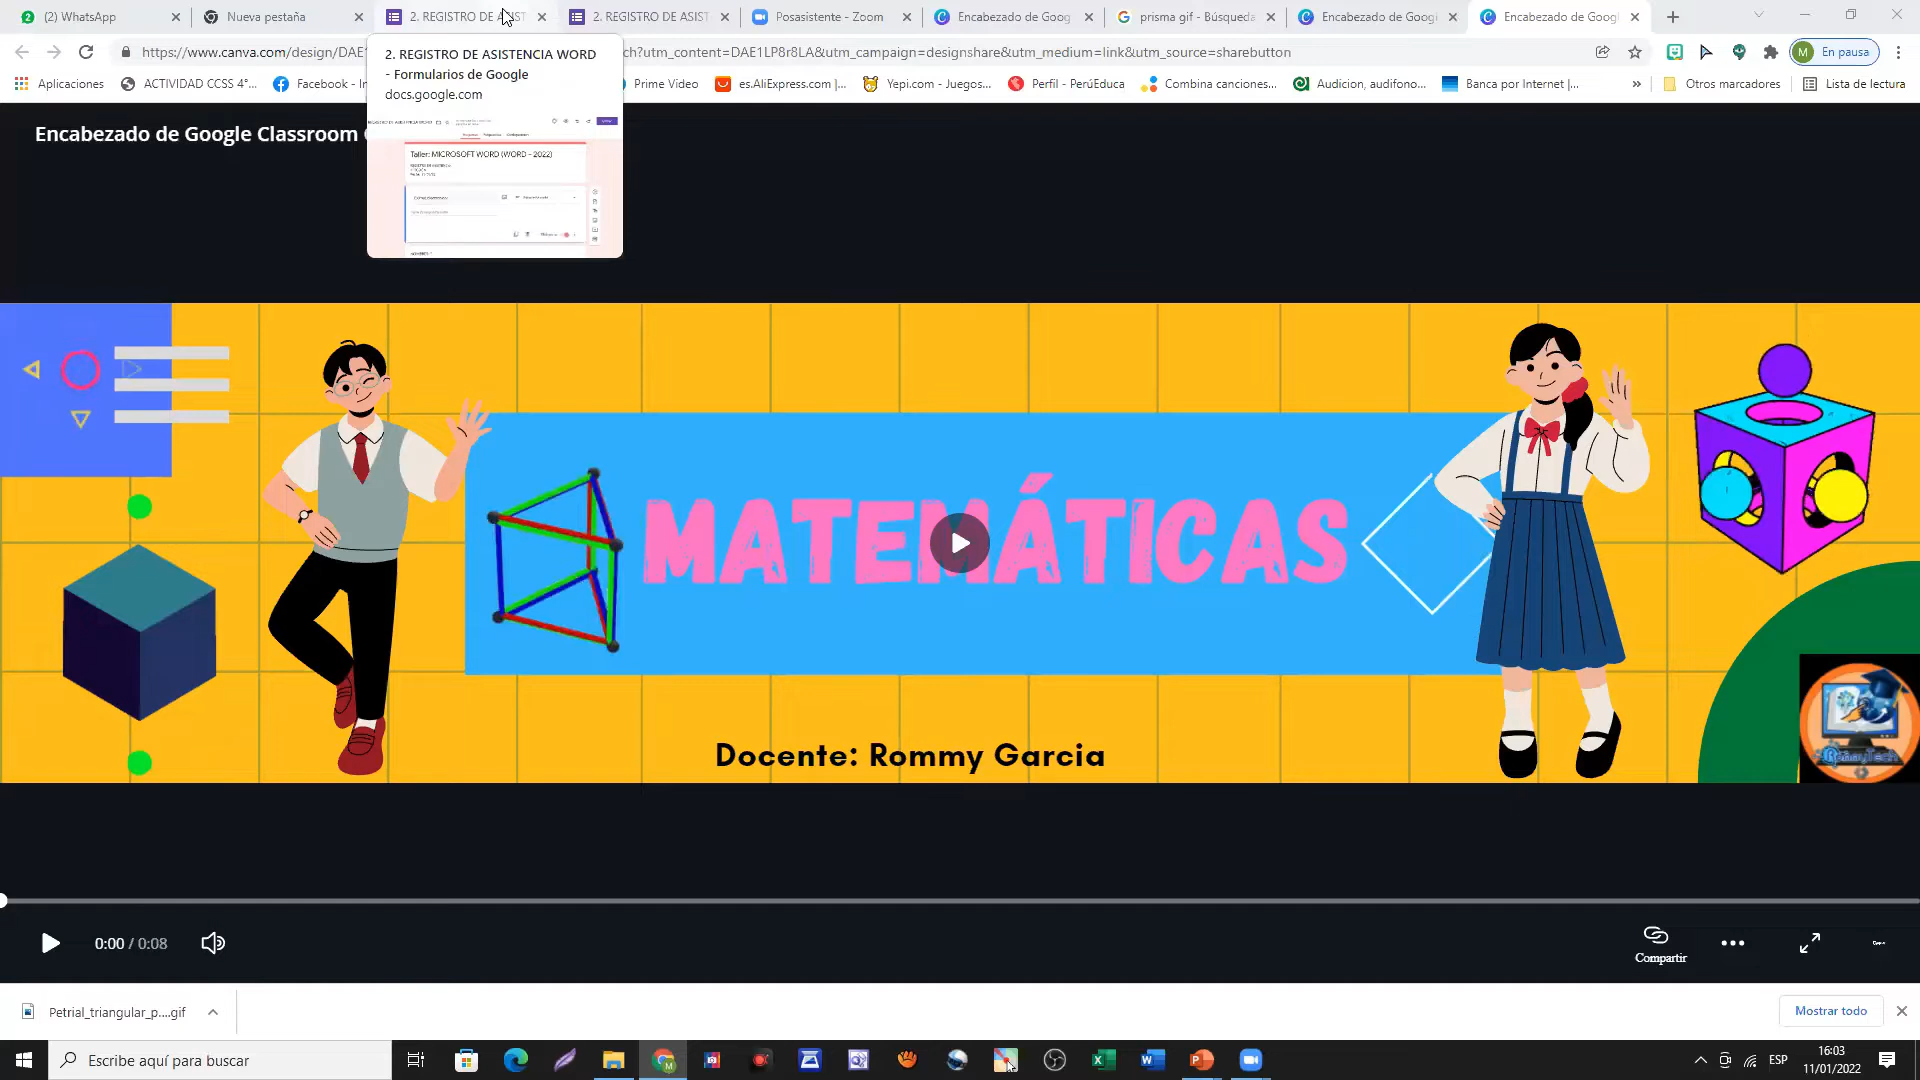 (2) WhatsApp
Nueva pestaña
2. REGISTRO DE ASIST
2. REGISTRO DE ASIST
Posasistente - Zoom
Encabezado de Goog
prisma gif - Búsqueda
Encabezado de Googl
Encabezado de Googl
https://www.canva.com/design/DAE1
ch?utm_content=DAE1LP8r8LA&utm_campaign=designshare&utm_medium=link&utm_source=sharebutton
M
En pausa
2. REGISTRO DE ASISTENCIA WORD
- Formularios de Google
docs.google.com
Aplicaciones
ACTIVIDAD CCSS 4°...
Facebook - In
Prime Video
es.AliExpress.com |...
Yepi.com - Juegos...
Perfil - PerúEduca
Combina canciones...
Audicion, audifono...
Banca por Internet |...
Otros marcadores
Lista de lectura
Encabezado de Google Classroom
Taller: MICROSOFT WORD (WORD - 2022)
MATEMÁTICAS
Docente: Rommy Garcia
0:00 / 0:08
Compartir
Petrial_triangular_p....gif
Mostrar todo
Escribe aquí para buscar
ESP
16:03
11/01/2022